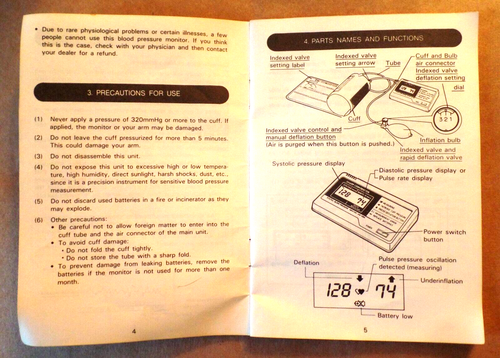 • Due to rare physiological problems or certain illnesses, a few
people cannot use this blood pressure monitor. If you think
this is the case, check with your physician and then contact
your dealer for a refund.
3. PRECAUTIONS FOR USE
(1) Never apply a pressure of 320mmHg or more to the cuff. If
applied, the monitor or your arm may be damaged.
(2) Do not leave the cuff pressurized for more than 5 minutes.
This could damage your arm.
(3) Do not disassemble this unit.
(4) Do not expose this unit to excessive high or low tempera-
ture, high humidity, direct sunlight, harsh shocks, dust, etc.,
since it is a precision instrument for sensitive blood pressure
measurement.
(5) Do not discard used batteries in a fire or incinerator as they
may explode.
(6) Other precautions:
• Be careful not to allow foreign matter to enter into the
cuff tube and the air connector of the main unit.
• To avoid cuff damage:
◦ Do not fold the cuff tightly.
◦ Do not store the tube with a sharp fold.
• To prevent damage from leaking batteries, remove the
batteries if the monitor is not used for more than one
month.
4
4. PARTS NAMES AND FUNCTIONS
Indexed valve
setting label
Indexed valve
setting arrow
Tube
Cuff and Bulb
air connector
Indexed valve
deflation setting
dial
Cuff
3 2 1
Indexed valve control and
manual deflation button
(Air is purged when this button is pushed.)
Inflation bulb
Indexed valve and
rapid deflation valve
Systolic pressure display
Diastolic pressure display or
Pulse rate display
128 74
Power switch
button
Deflation
Pulse pressure oscillation
detected (measuring)
Underinflation
128 74
Battery low
5